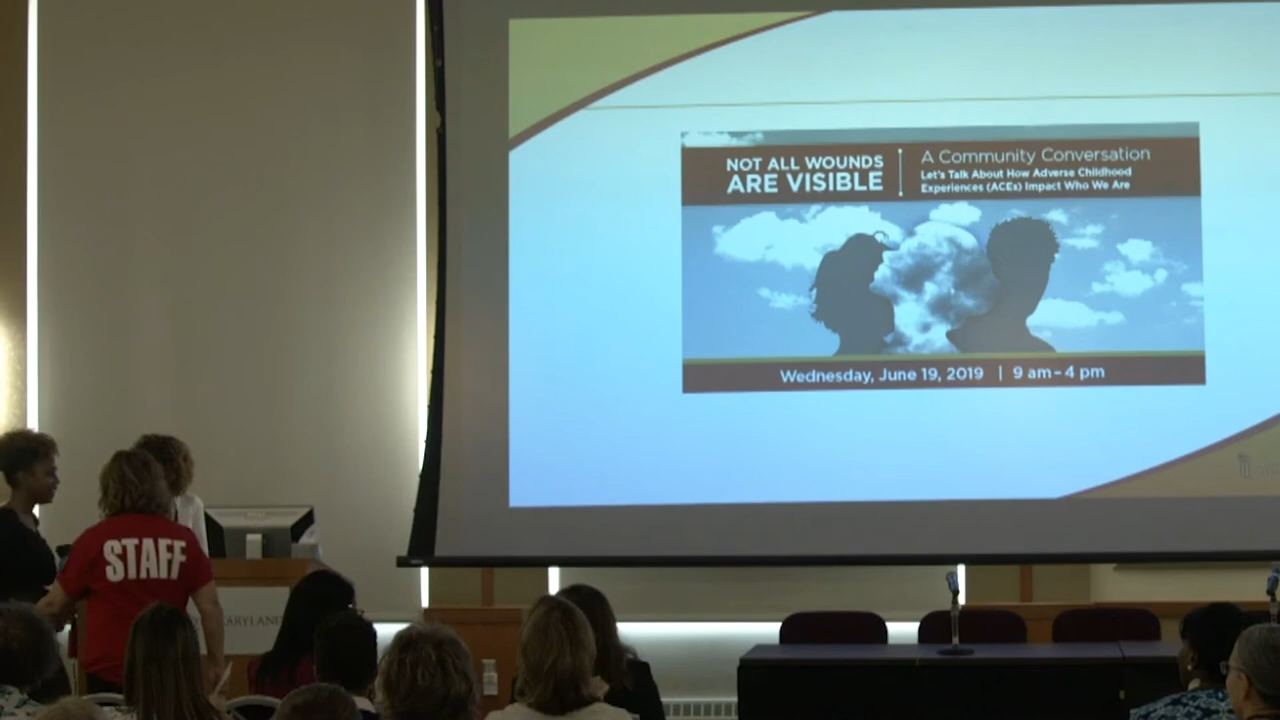 NOT ALL WOUNDS
ARE VISIBLE
A Community Conversation
Let's Talk About How Adverse Childhood
Experiences (ACEs) Impact Who We Are
Wednesday, June 19, 2019 | 9 am – 4 pm
STAFF